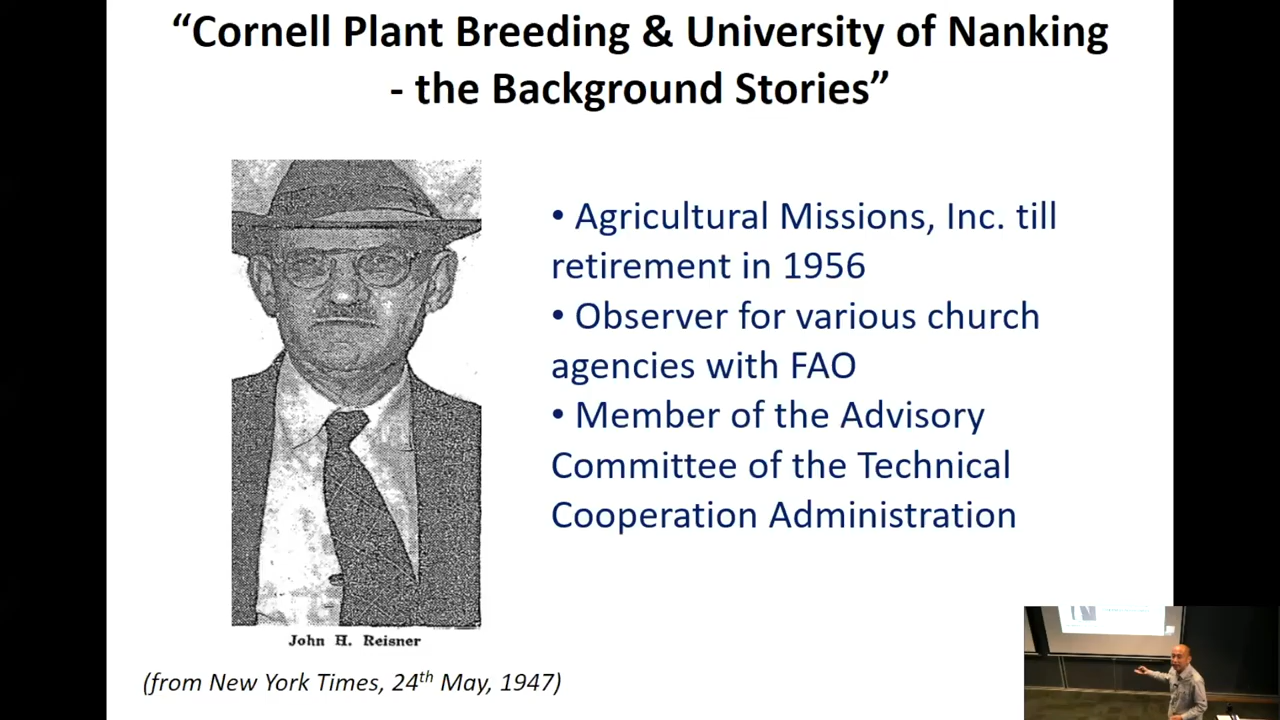 “Cornell Plant Breeding & University of Nanking
- the Background Stories”
• Agricultural Missions, Inc. till
retirement in 1956
• Observer for various church
agencies with FAO
• Member of the Advisory
Committee of the Technical
Cooperation Administration
John H. Reisner
(from New York Times, 24th May, 1947)